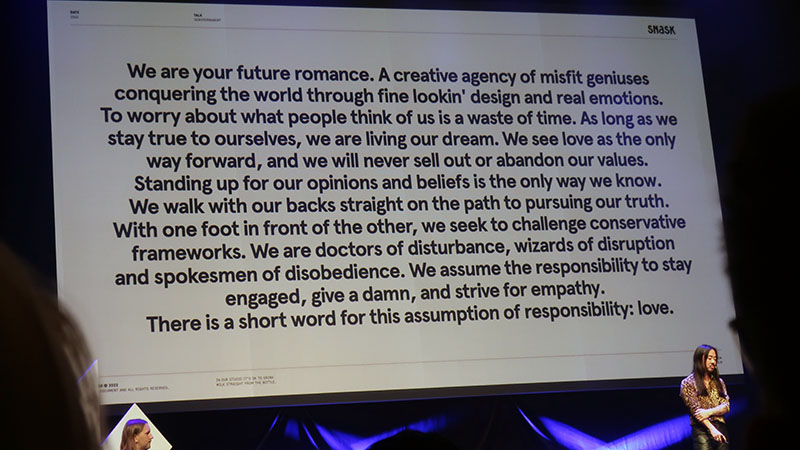 DATE
TALK
SNASK
We are your future romance. A creative agency of misfit geniuses
conquering the world through fine lookin' design and real emotions.
To worry about what people think of us is a waste of time. As long as we
stay true to ourselves, we are living our dream. We see love as the only
way forward, and we will never sell out or abandon our values.
Standing up for our opinions and beliefs is the only way we know.
We walk with our backs straight on the path to pursuing our truth.
With one foot in front of the other, we seek to challenge conservative
frameworks. We are doctors of disturbance, wizards of disruption
and spokesmen of disobedience. We assume the responsibility to stay
engaged, give a damn, and strive for empathy.
There is a short word for this assumption of responsibility: love.
DOCUMENT AND ALL RIGHTS RESERVED.
IN OUR STUDIO IT'S OK TO DRINK
MILK STRAIGHT FROM THE BOTTLE.